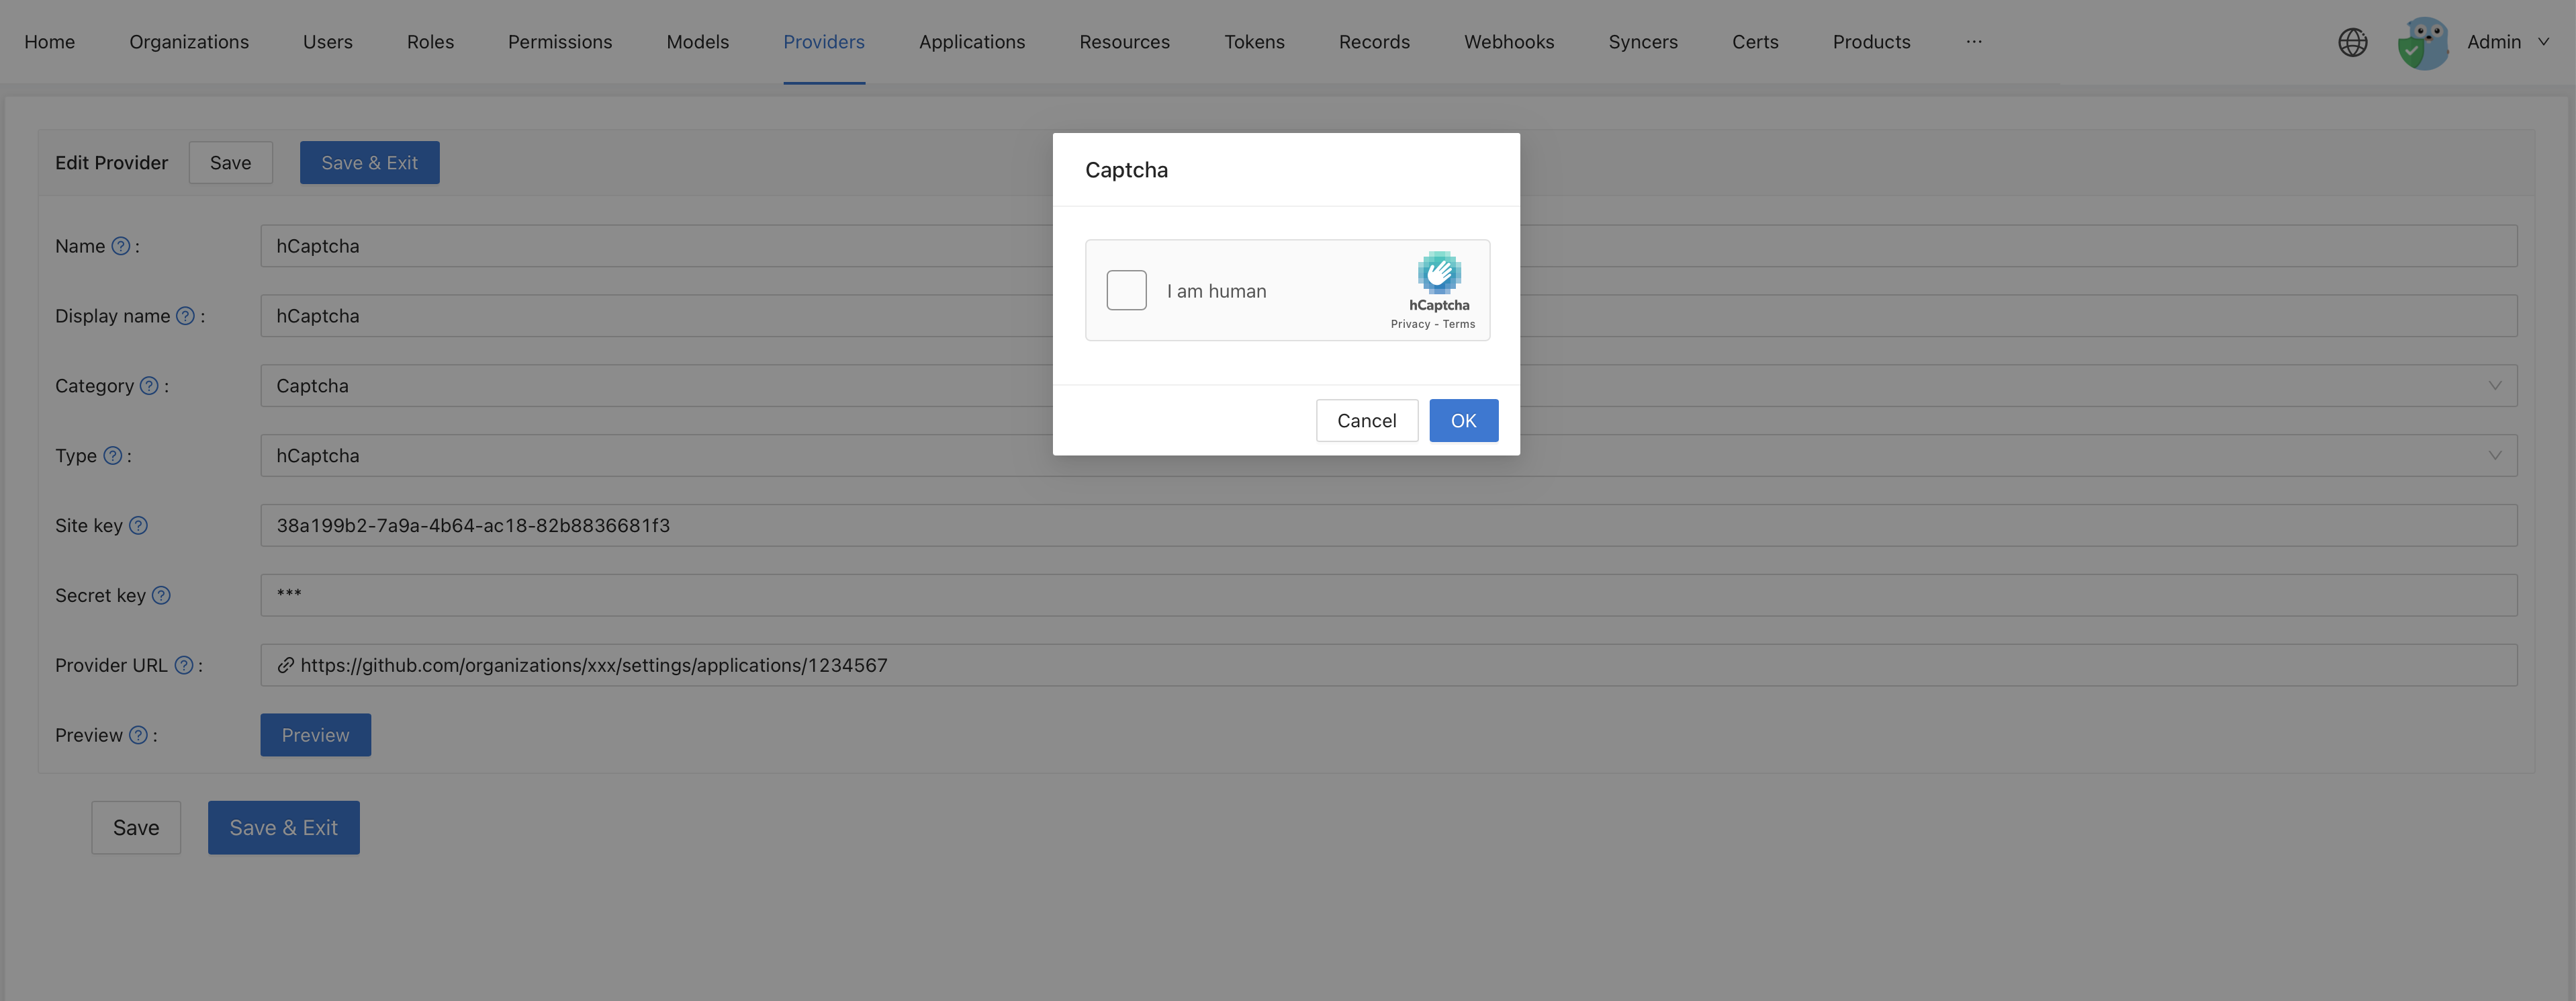 Home Organizations Users Roles Permissions Models Providers Applications Resources Tokens Records Webhooks Syncers Certs Products ··· Admin
Edit Provider Save Save & Exit
Captcha
I am human
hCaptcha
Privacy - Terms
Cancel OK
Name ? : hCaptcha
Display name ? : hCaptcha
Category ? : Captcha
Type ? : hCaptcha
Site key ? 38a199b2-7a9a-4b64-ac18-82b8836681f3
Secret key ? ***
Provider URL ? : https://github.com/organizations/xxx/settings/applications/1234567
Preview ? : Preview
Save Save & Exit